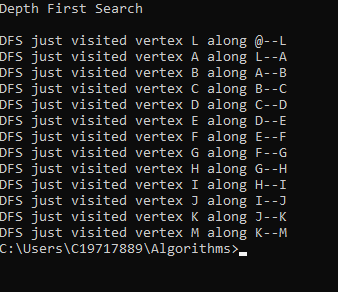 Depth First Search
DFS just visited vertex L along @--L
DFS just visited vertex A along L--A
DFS just visited vertex B along A--B
DFS just visited vertex C along B--C
DFS just visited vertex D along C--D
DFS just visited vertex E along D--E
DFS just visited vertex F along E--F
DFS just visited vertex G along F--G
DFS just visited vertex H along G--H
DFS just visited vertex I along H--I
DFS just visited vertex J along I--J
DFS just visited vertex K along J--K
DFS just visited vertex M along K--M
C:\Users\C19717889\Algorithms>